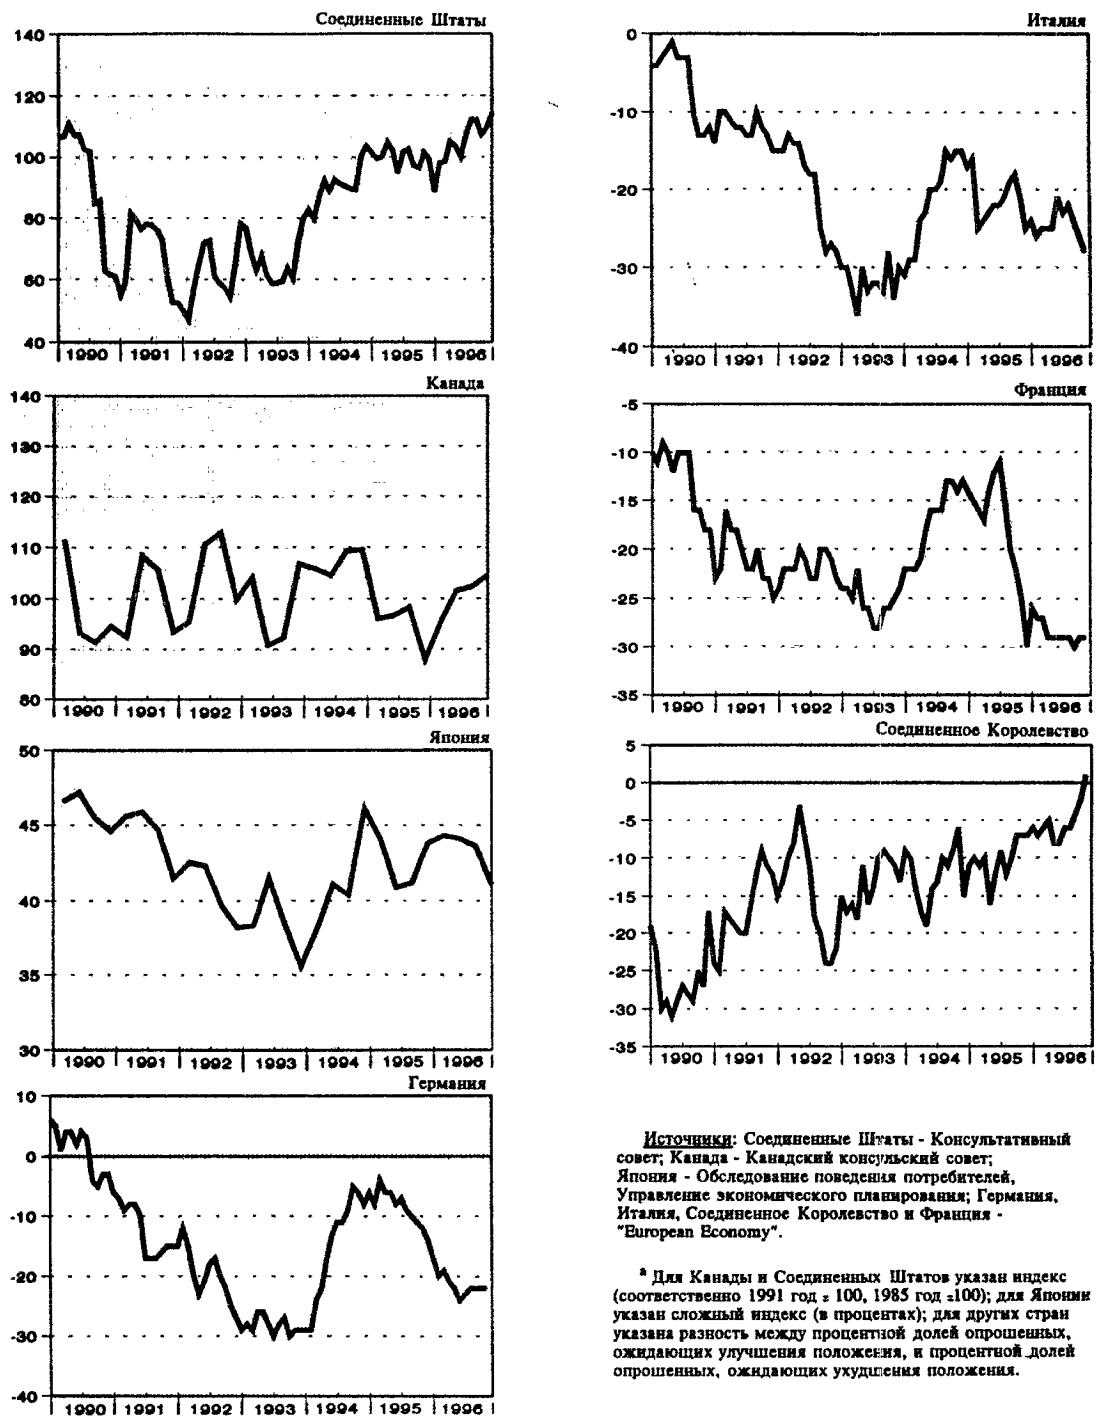 Соединенные Штаты
140
120
100
80
60
40
1990 1991 1992 1993 1994 1995 1996
Канада
140
130
120
110
100
90
80
1990 1991 1992 1993 1994 1995 1996
Япония
50
45
40
35
30
1990 1991 1992 1993 1994 1995 1996
Германия
10
0
-10
-20
-30
-40
1990 1991 1992 1993 1994 1995 1996
Италия
0
-10
-20
-30
-40
1990 1991 1992 1993 1994 1995 1996
Франция
-5
-10
-15
-20
-25
-30
-35
1990 1991 1992 1993 1994 1995 1996
Соединенное Королевство
5
0
-5
-10
-15
-20
-25
-30
-35
1990 1991 1992 1993 1994 1995 1996
Источники: Соединенные Штаты - Консультативный
совет; Канада - Канадский консульский совет;
Япония - Обследование поведения потребителей,
Управление экономического планирования; Германия,
Италия, Соединенное Королевство и Франция -
"European Economy".
a Для Канады и Соединенных Штатов указан индекс
(соответственно 1991 год = 100, 1985 год =100); для Японии
указан сложный индекс (в процентах); для других стран
указана разность между процентной долей опрошенных,
ожидающих улучшения положения, и процентной долей
опрошенных, ожидающих ухудшения положения.